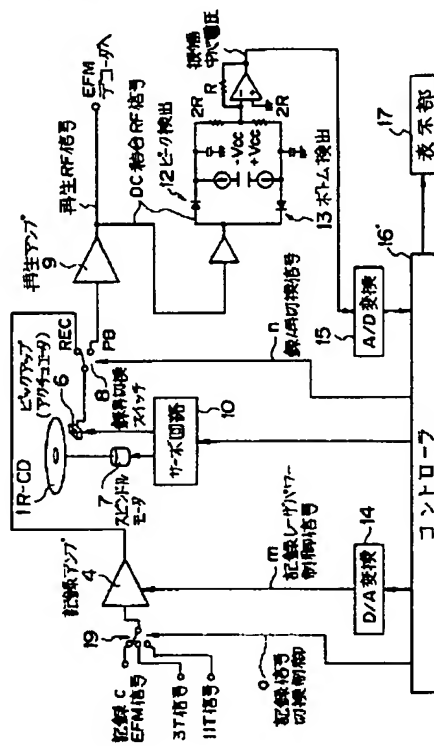 記録C
EFM信号
3T信号
11T信号
19
記録信号
切換制御
記録アンプ
4
m
記録レーザパワー
制御信号
D/A変換
14
1 R-CD
7
スピンドル
モータ
ピックアップ
(アクチュエータ)
6
REC
PB
8
録再切換
スイッチ
サーボ回路
10
再生アンプ
9
再生RF信号
EFM
デコーダへ
DC結合RF信号
12 ピーク検出
13 ボトム検出
-Vcc
+Vcc
2R
R
2R
振幅
中心電圧
n
録/再切換信号
15
A/D変換
コントローラ
16'
17
表示部